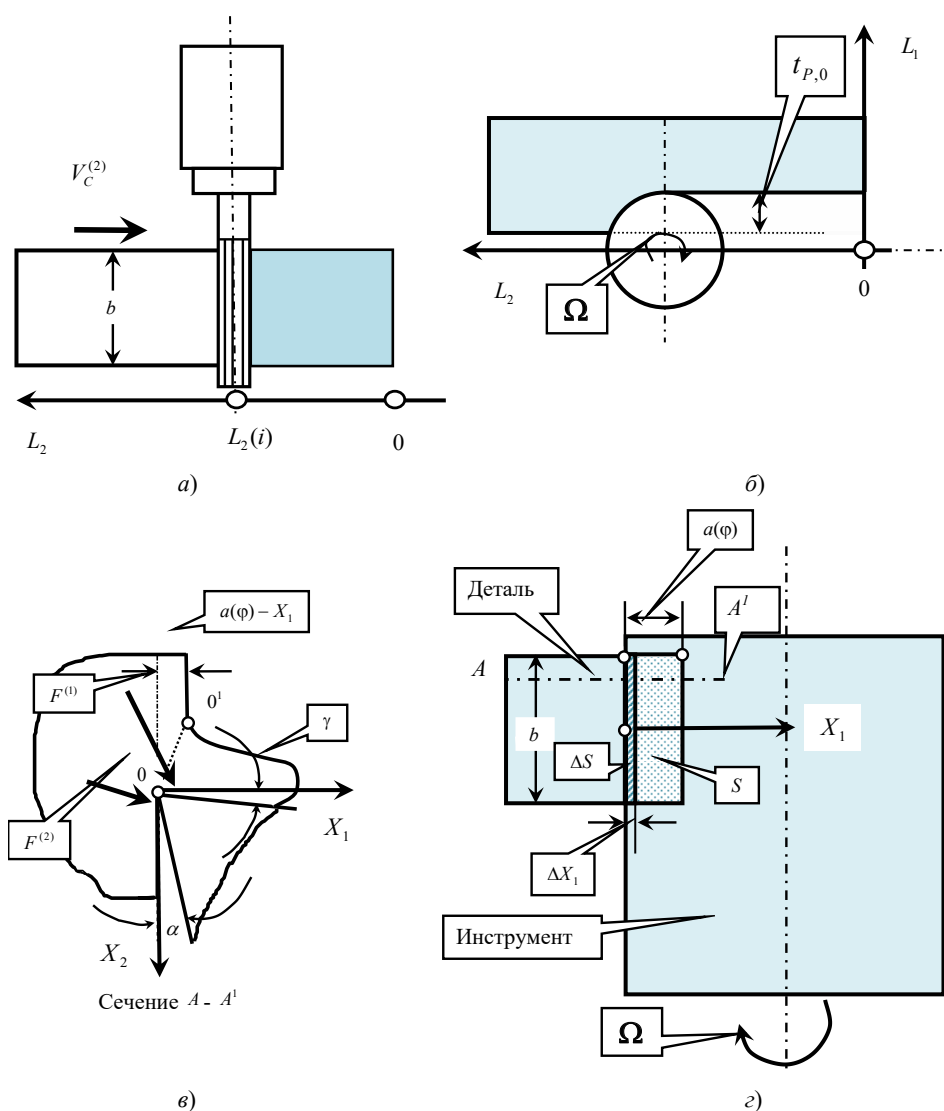 V_C^{(2)}
b
L_2
L_2(i)
0
а)
t_{P,0}
L_1
L_2
Ω
0
б)
a(φ) – X_1
F^{(1)}
0^1
γ
0
X_1
F^{(2)}
α
X_2
Сечение A - A^1
в)
a(φ)
Деталь
A^1
A
b
X_1
ΔS
S
ΔX_1
Инструмент
Ω
г)